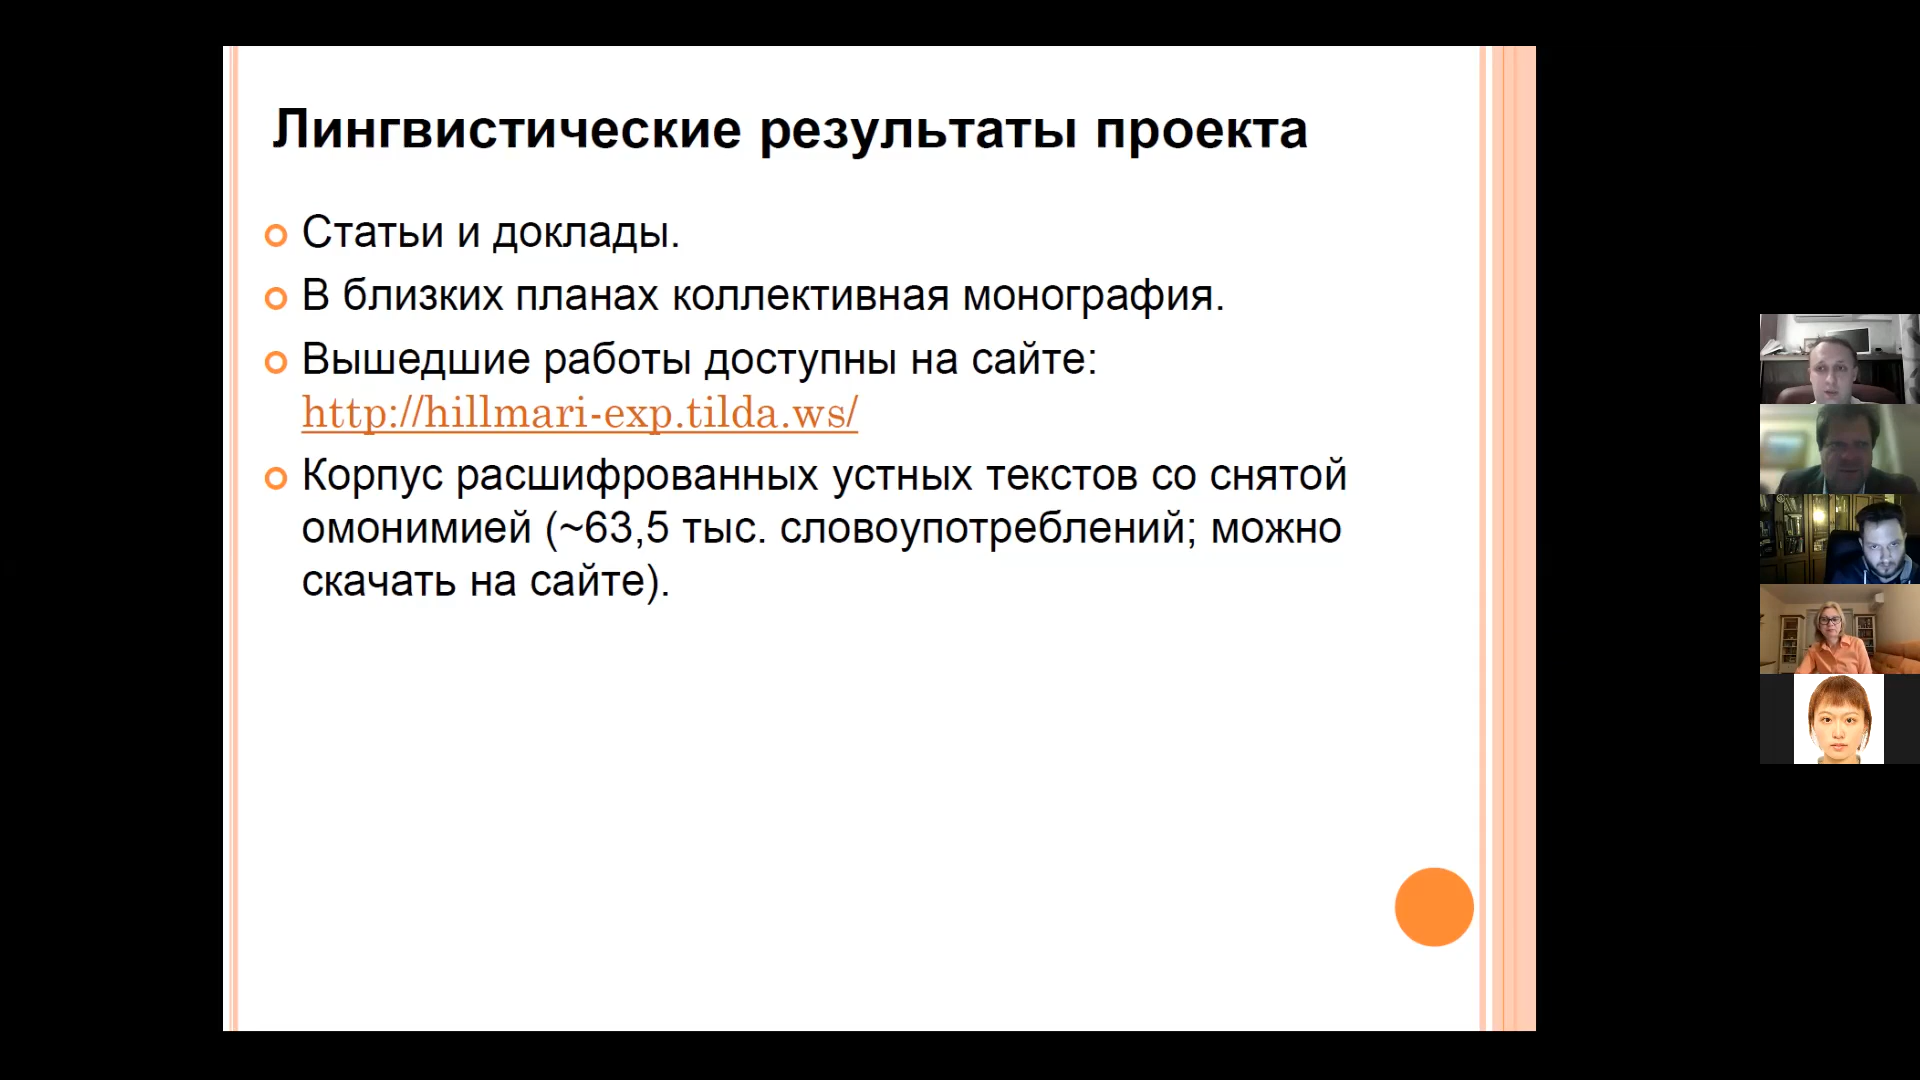 Лингвистические результаты проекта
Статьи и доклады.
В близких планах коллективная монография.
Вышедшие работы доступны на сайте:
http://hillmari-exp.tilda.ws/
Корпус расшифрованных устных текстов со снятой
омонимией (~63,5 тыс. словоупотреблений; можно
скачать на сайте).